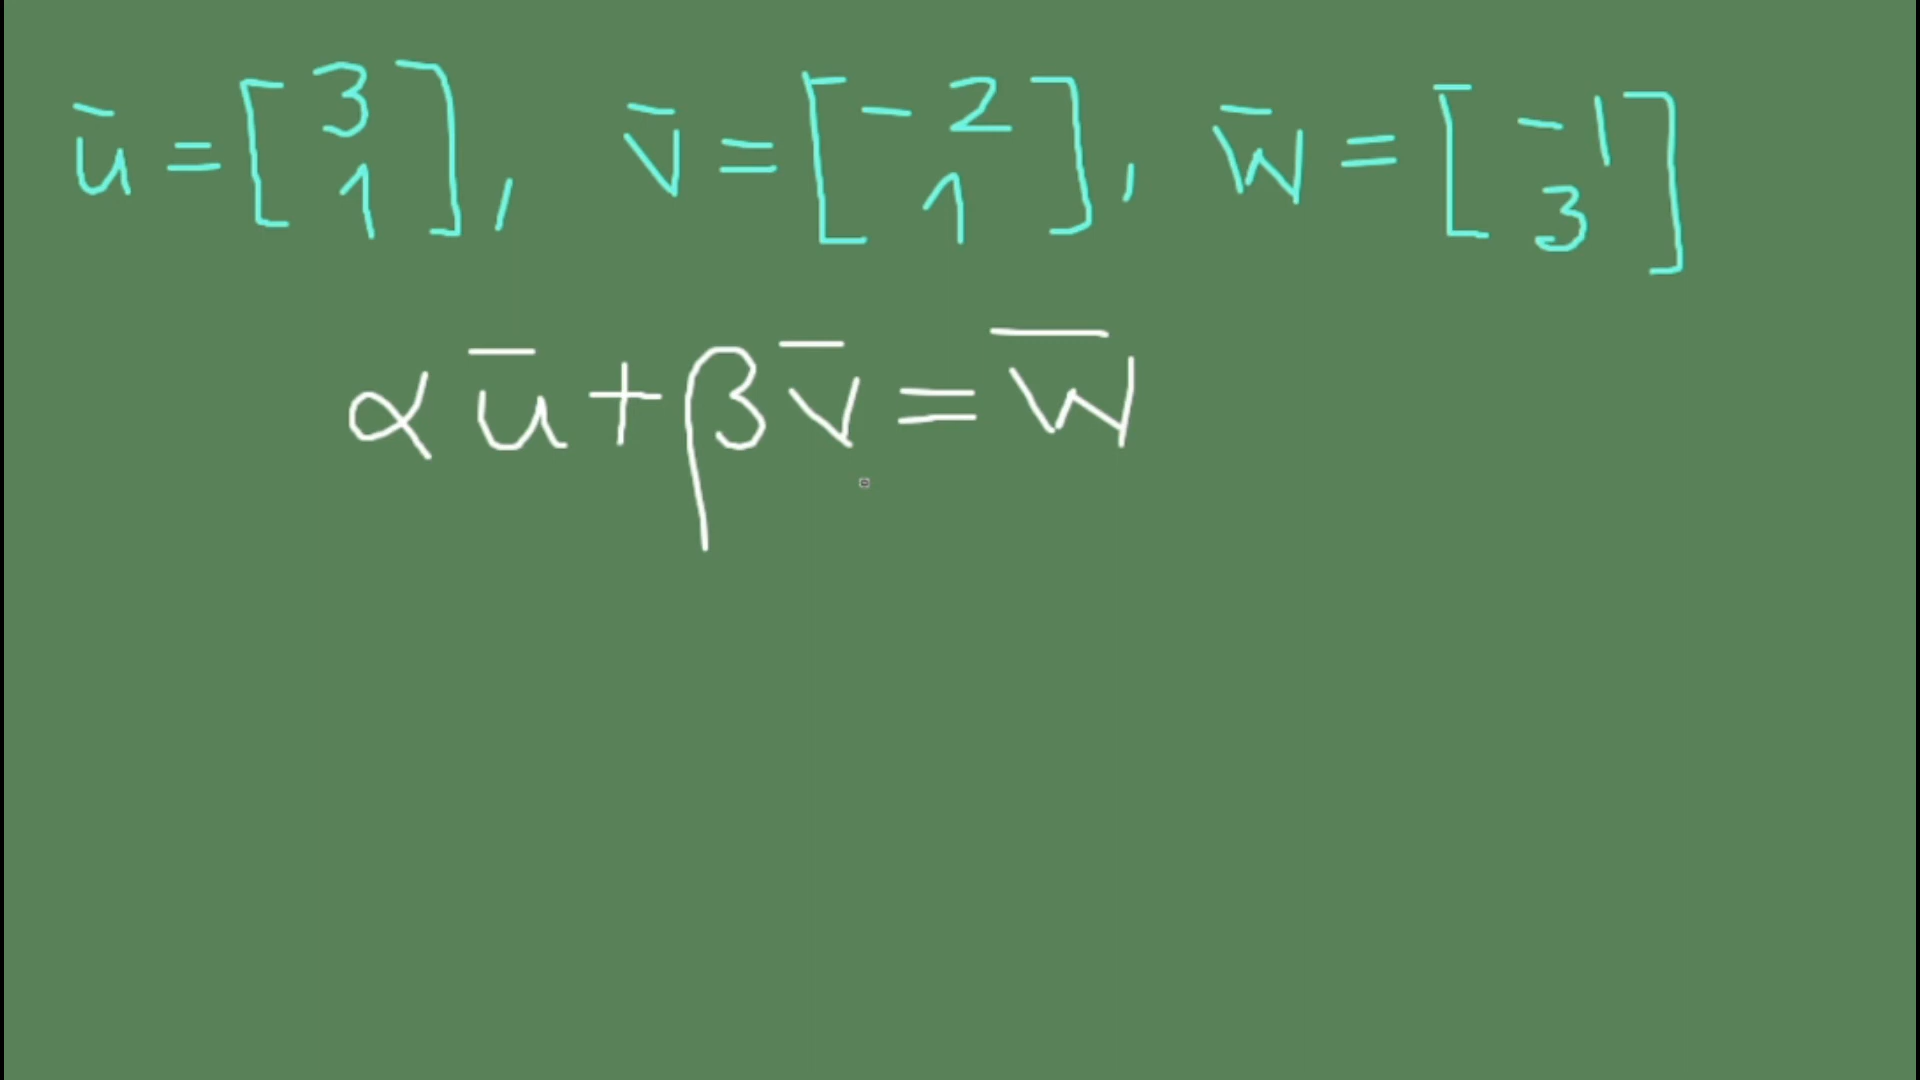 ū = [3 1], v̄ = [-2 1], w̄ = [-1 3]
αū + βv̄ = w̄